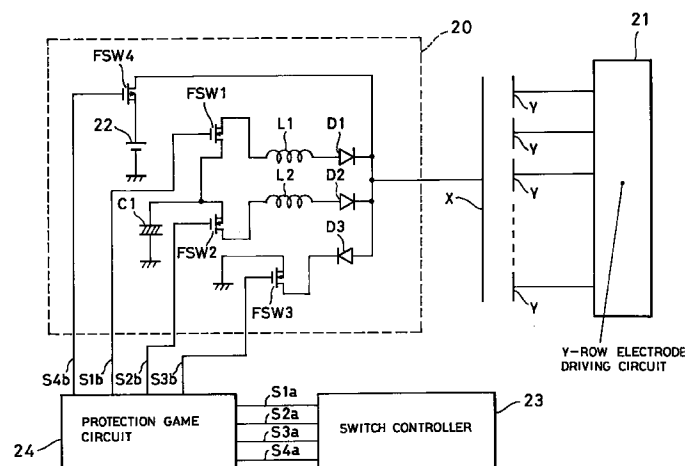 20
21
FSW4
FSW1
L1
D1
Y
22
Y
L2
D2
Y
C1
X
FSW2
D3
FSW3
Y
Y-ROW ELECTRODE
DRIVING CIRCUIT
S4b
S1b
S2b
S3b
S1a
23
S2a
PROTECTION GAME
CIRCUIT
SWITCH CONTROLLER
S3a
24
S4a